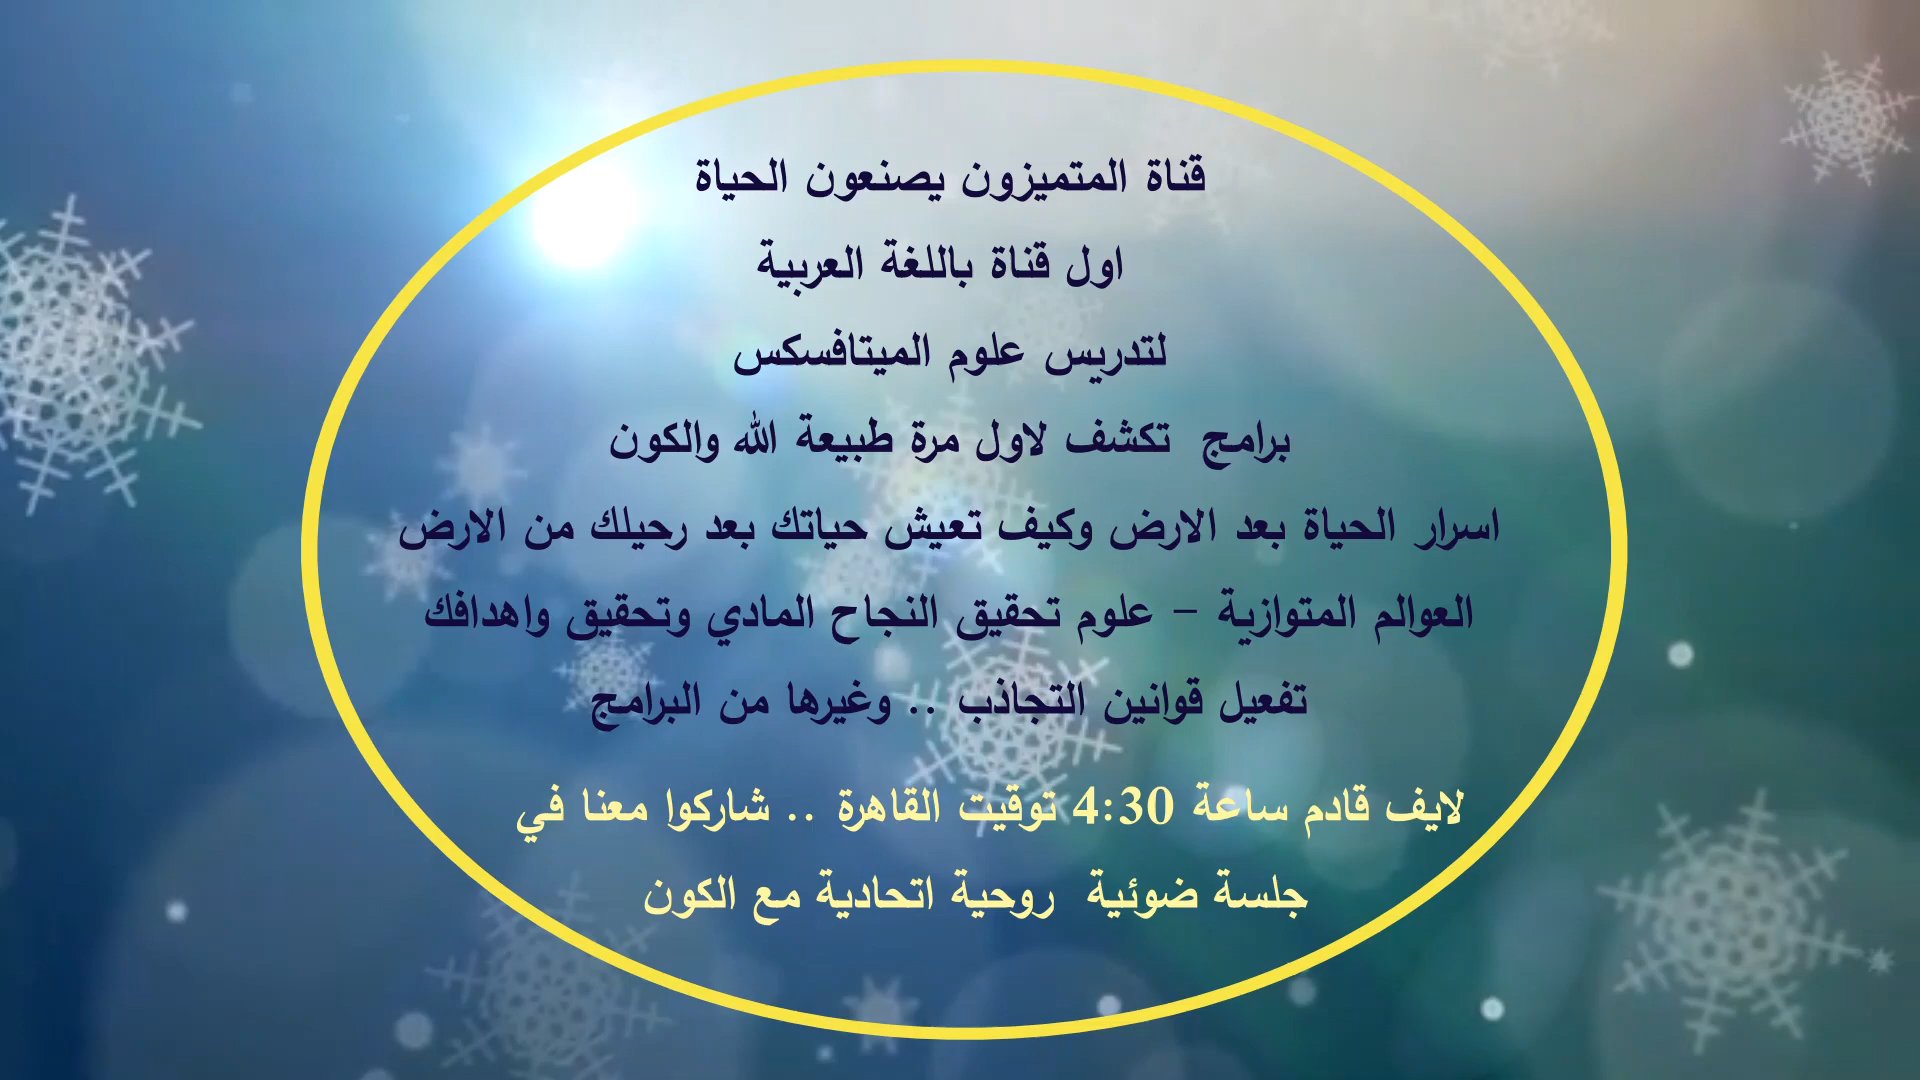 قناة المتميزون يصنعون الحياة
اول قناة باللغة العربية
لتدريس علوم الميتافسكس
برامج تكشف لاول مرة طبيعة الله والكون
اسرار الحياة بعد الارض وكيف تعيش حياتك بعد رحيلك من الارض
العوالم المتوازية - علوم تحقيق النجاح المادي وتحقيق واهدافك
تفعيل قوانين التجاذب .. وغيرها من البرامج
لايف قادم ساعة 4:30 توقيت القاهرة .. شاركوا معنا في
جلسة ضوئية روحية اتحادية مع الكون